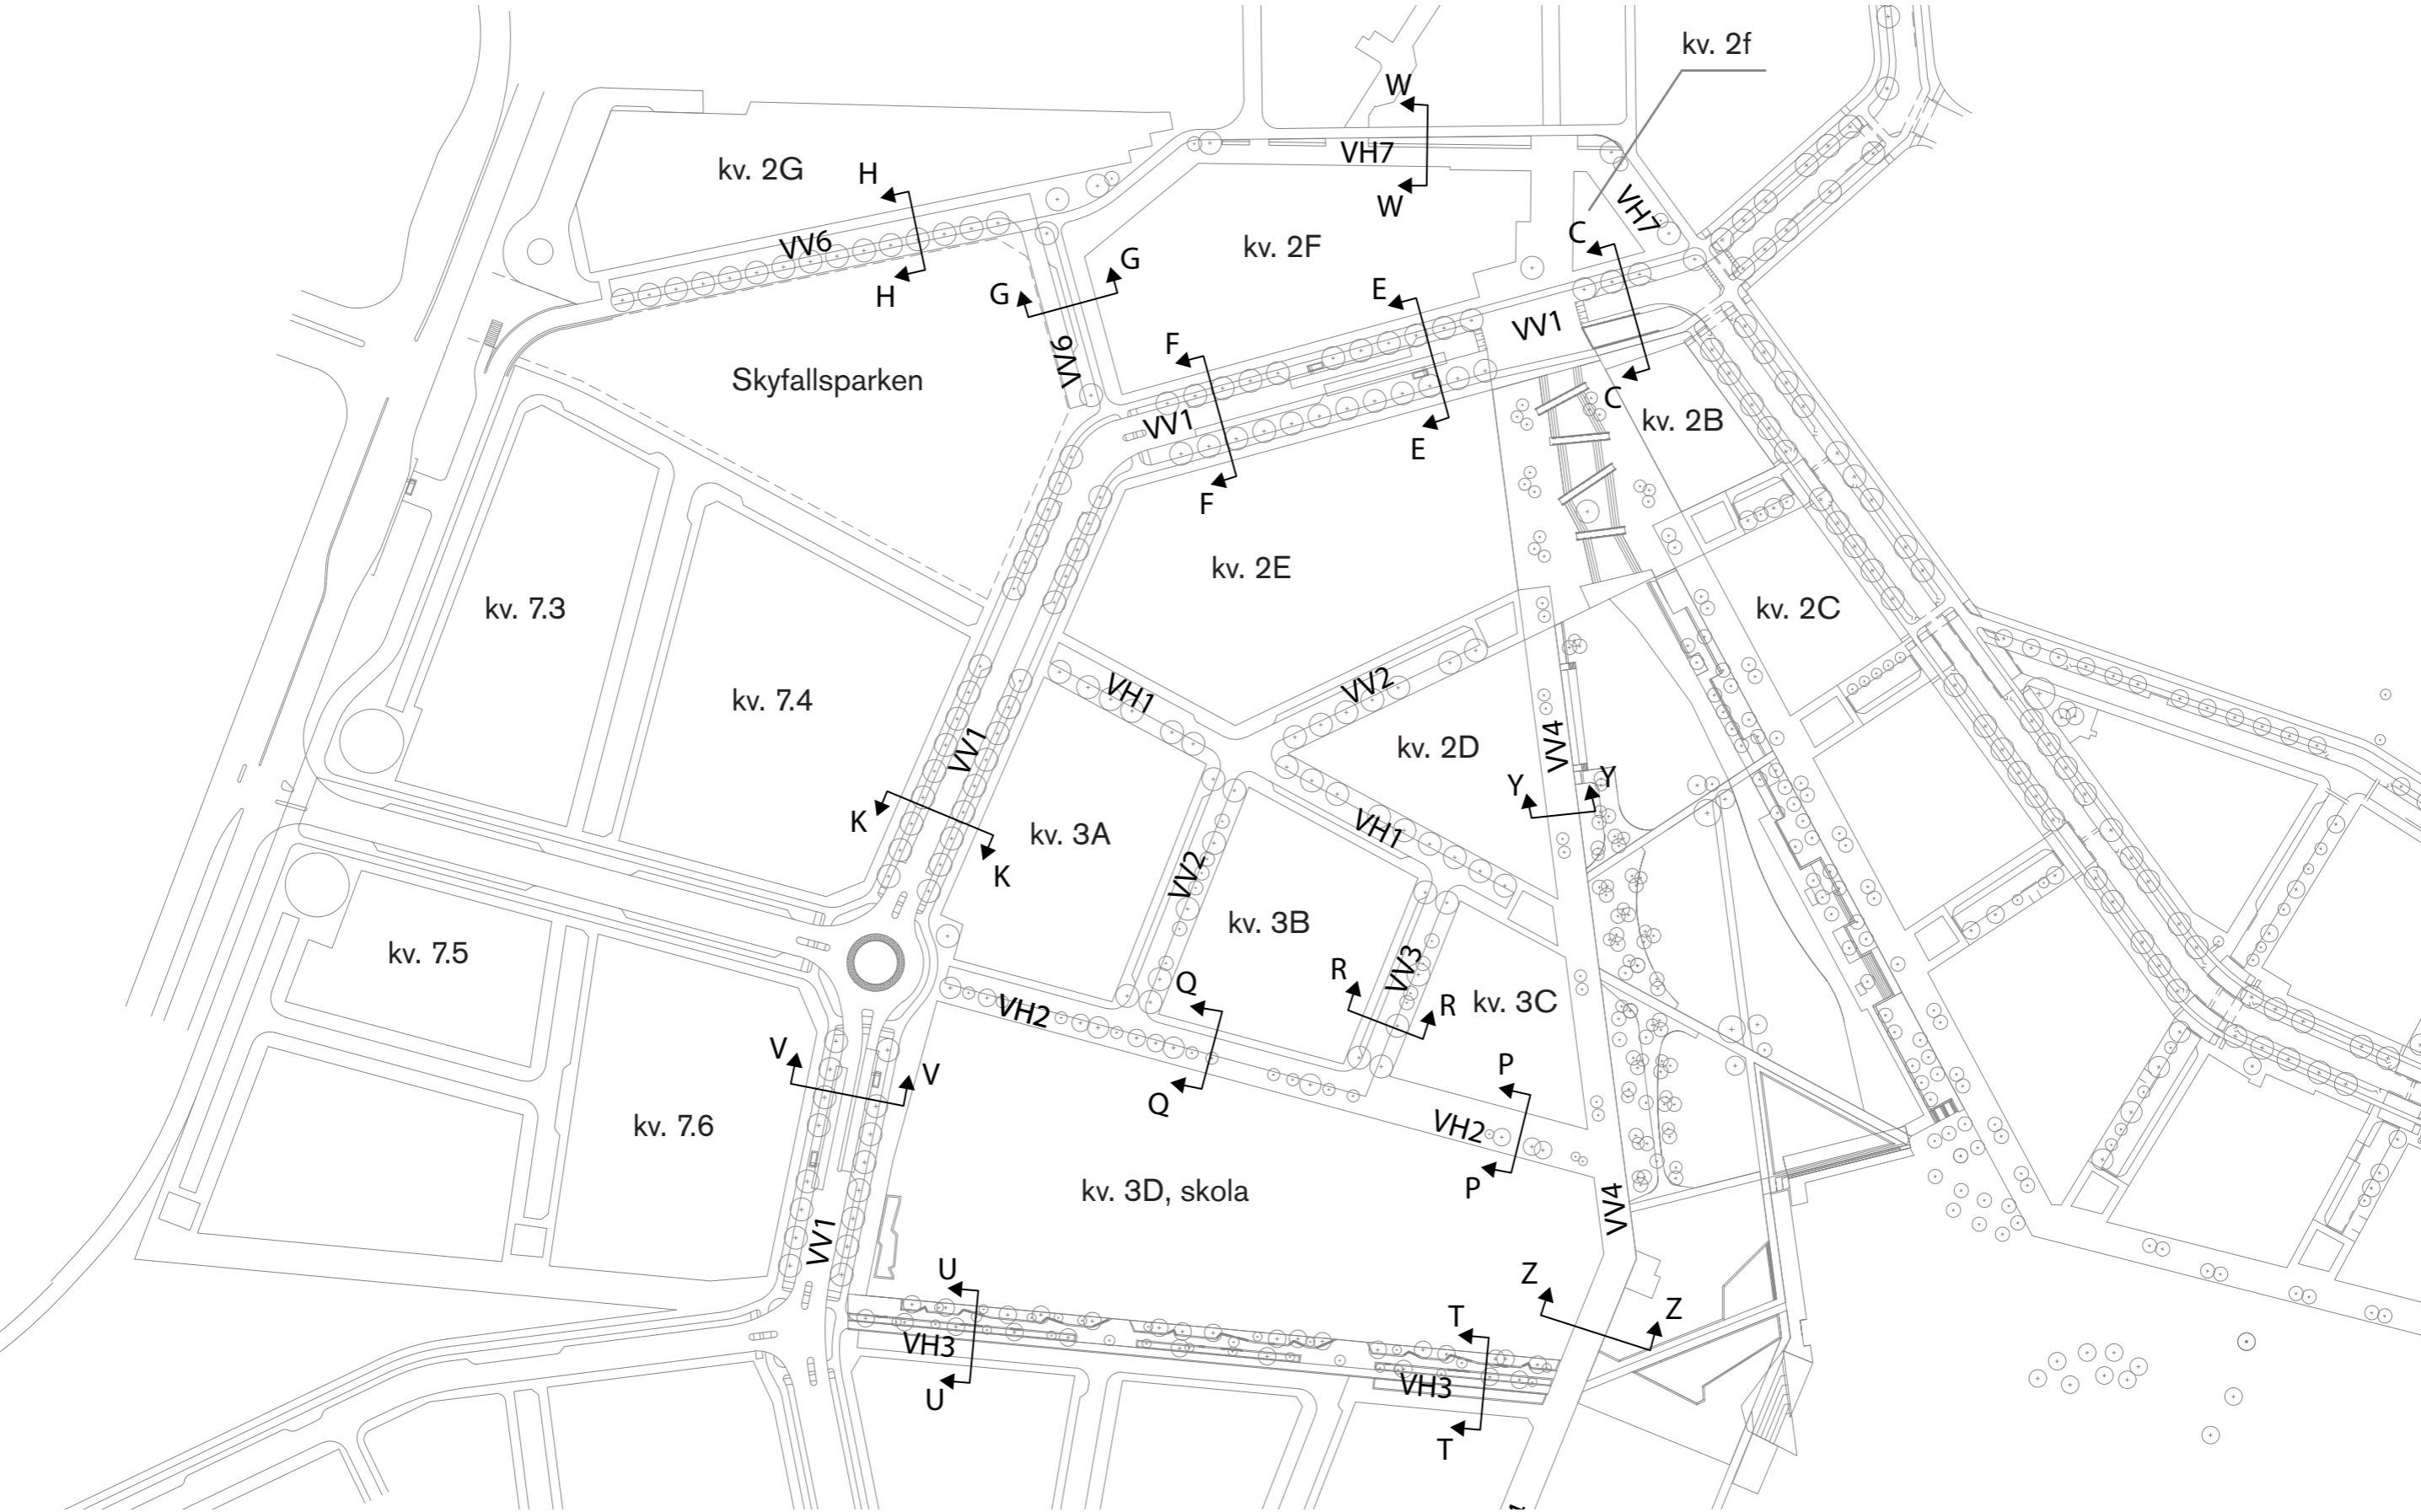 kv. 2f
W
kv. 2G
H
VH7
W
VH7
C
VV6
kv. 2F
G
E
H
G
VV1
F
VV6
Skyfallsparken
C
VV1
kv. 2B
E
F
kv. 2E
kv. 7.3
kv. 2C
VH1
VV2
kv. 7.4
VV1
kv. 2D
VV4
Y
Y
K
kv. 3A
VH1
K
VV2
kv. 3B
kv. 7.5
VV3
R
Q
kv. 3C
R
VH2
V
V
P
Q
kv. 7.6
VH2
kv. 3D, skola
P
VV4
VV1
U
Z
Z
T
VH3
VH3
U
T